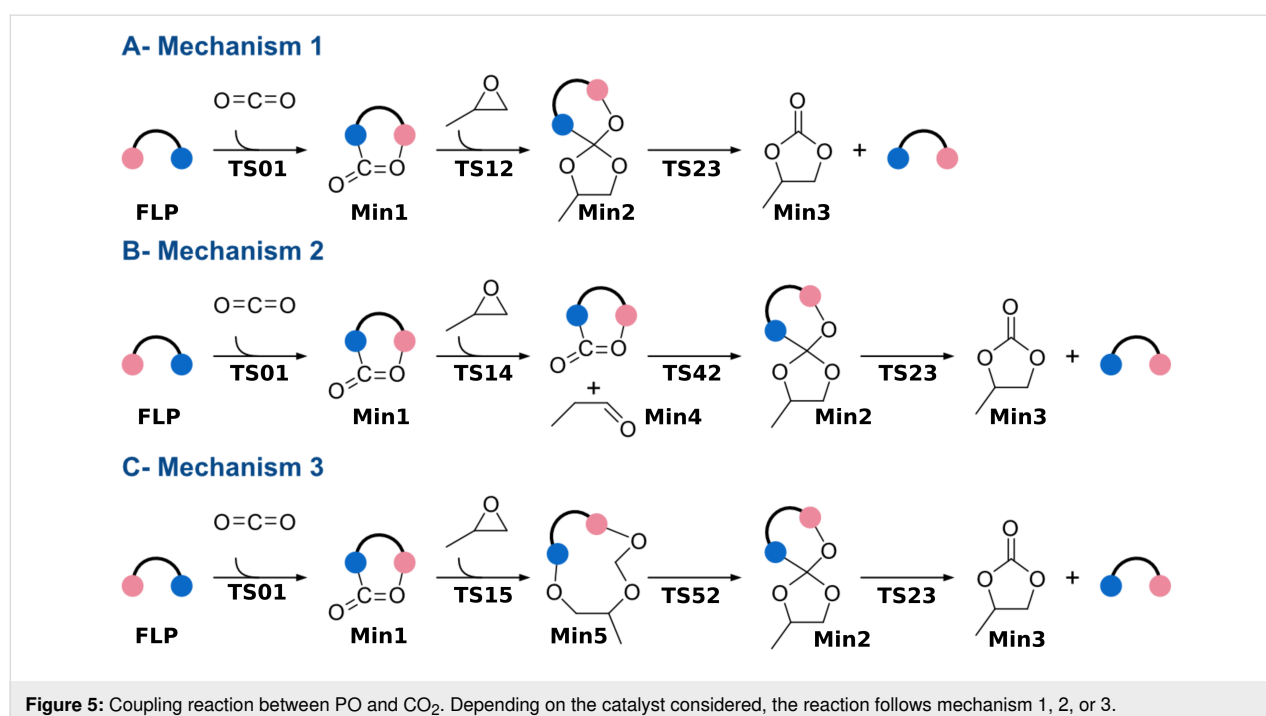 A- Mechanism 1
O=C=O
O
TS01
TS12
TS23
C=O
O
O
O O
O
O O
+
FLP
Min1
Min2
Min3
B- Mechanism 2
O=C=O
O
TS01
TS14
C=O
O
C=O
O
+
O
TS42
O
O O
TS23
O
O O
+
FLP
Min1
Min4
Min2
Min3
C- Mechanism 3
O=C=O
O
TS01
TS15
C=O
O
O
O O
TS52
O
O O
TS23
O
O O
+
FLP
Min1
Min5
Min2
Min3
Figure 5: Coupling reaction between PO and CO2. Depending on the catalyst considered, the reaction follows mechanism 1, 2, or 3.